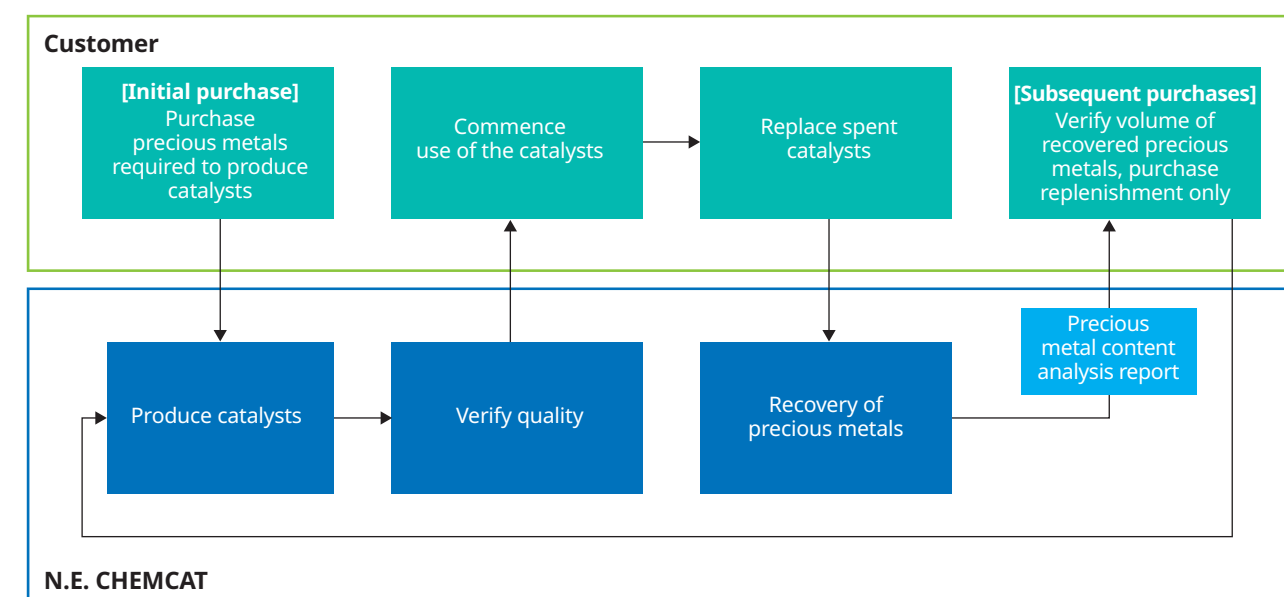 Customer
[Initial purchase]
Purchase
precious metals
required to produce
catalysts
Commence
use of the catalysts
Replace spent
catalysts
[Subsequent purchases]
Verify volume of
recovered precious
metals, purchase
replenishment only
Produce catalysts
Verify quality
Recovery of
precious metals
Precious
metal content
analysis report
N.E. CHEMCAT